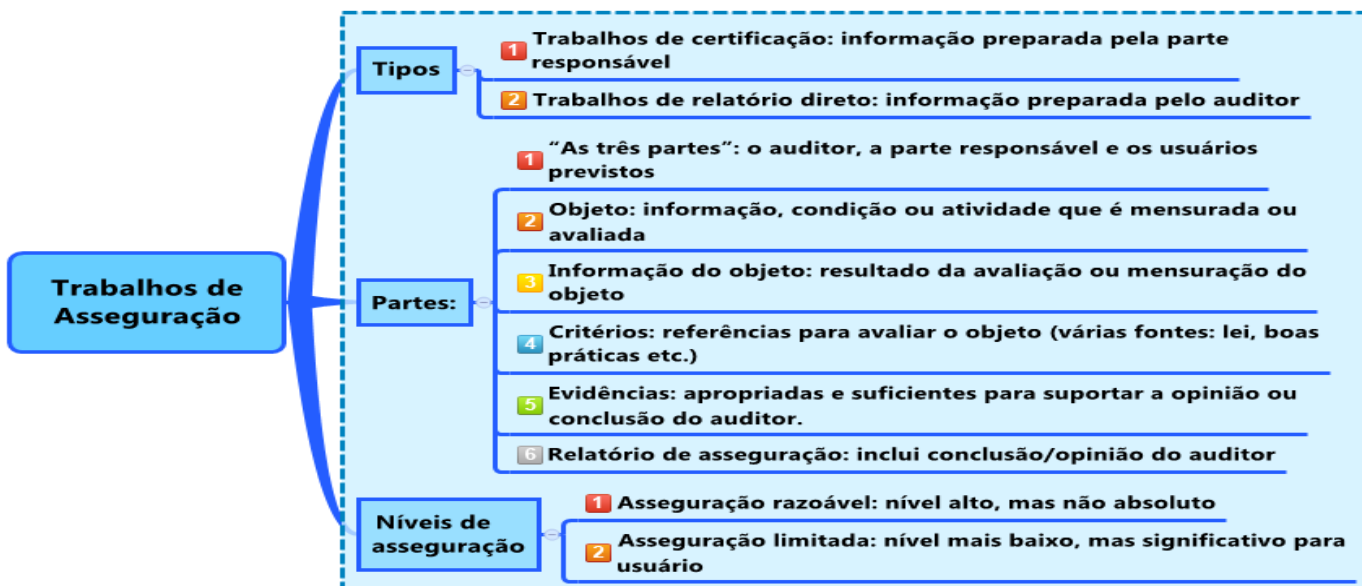 Trabalhos de
Asseguração
Tipos
1 Trabalhos de certificação: informação preparada pela parte
responsável
2 Trabalhos de relatório direto: informação preparada pelo auditor
Partes:
1 “As três partes”: o auditor, a parte responsável e os usuários
previstos
2 Objeto: informação, condição ou atividade que é mensurada ou
avaliada
3 Informação do objeto: resultado da avaliação ou mensuração do
objeto
4 Critérios: referências para avaliar o objeto (várias fontes: lei, boas
práticas etc.)
5 Evidências: apropriadas e suficientes para suportar a opinião ou
conclusão do auditor.
6 Relatório de asseguração: inclui conclusão/opinião do auditor
Níveis de
asseguração
1 Asseguração razoável: nível alto, mas não absoluto
2 Asseguração limitada: nível mais baixo, mas significativo para
usuário